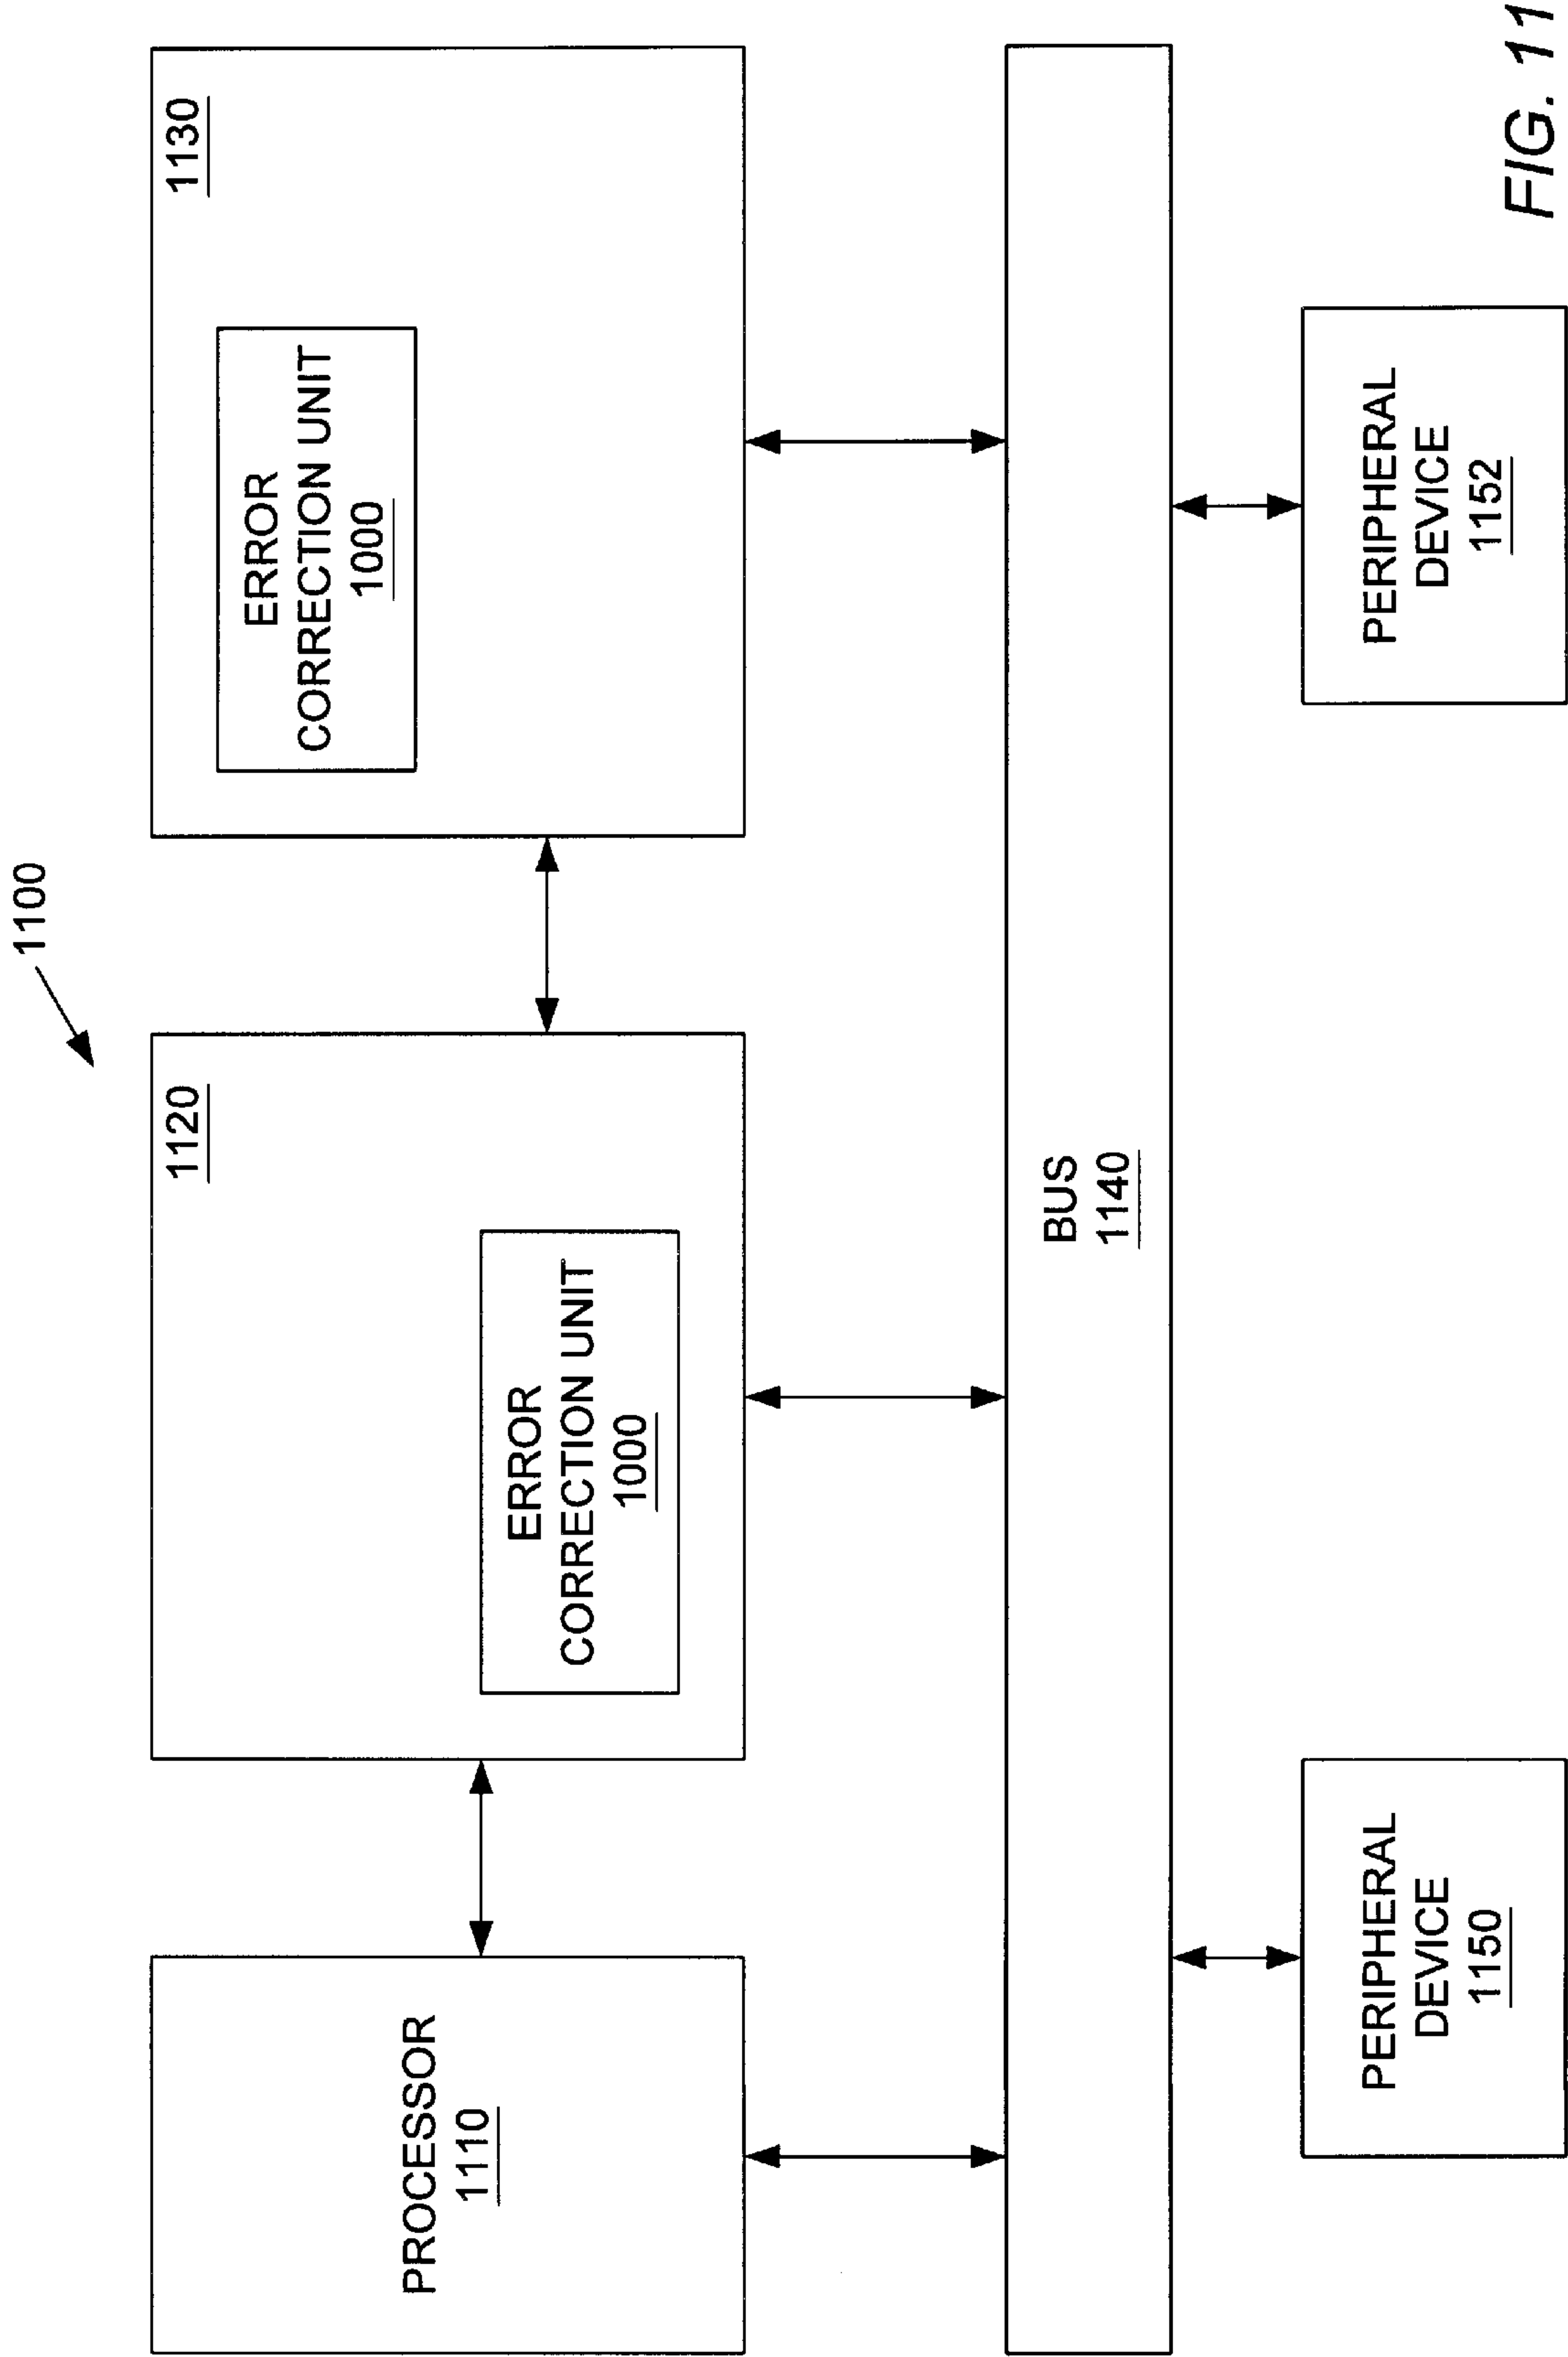 1100
PROCESSOR
1110
1120
ERROR
CORRECTION UNIT
1000
1130
ERROR
CORRECTION UNIT
1000
BUS
1140
PERIPHERAL
DEVICE
1150
PERIPHERAL
DEVICE
1152
FIG. 11